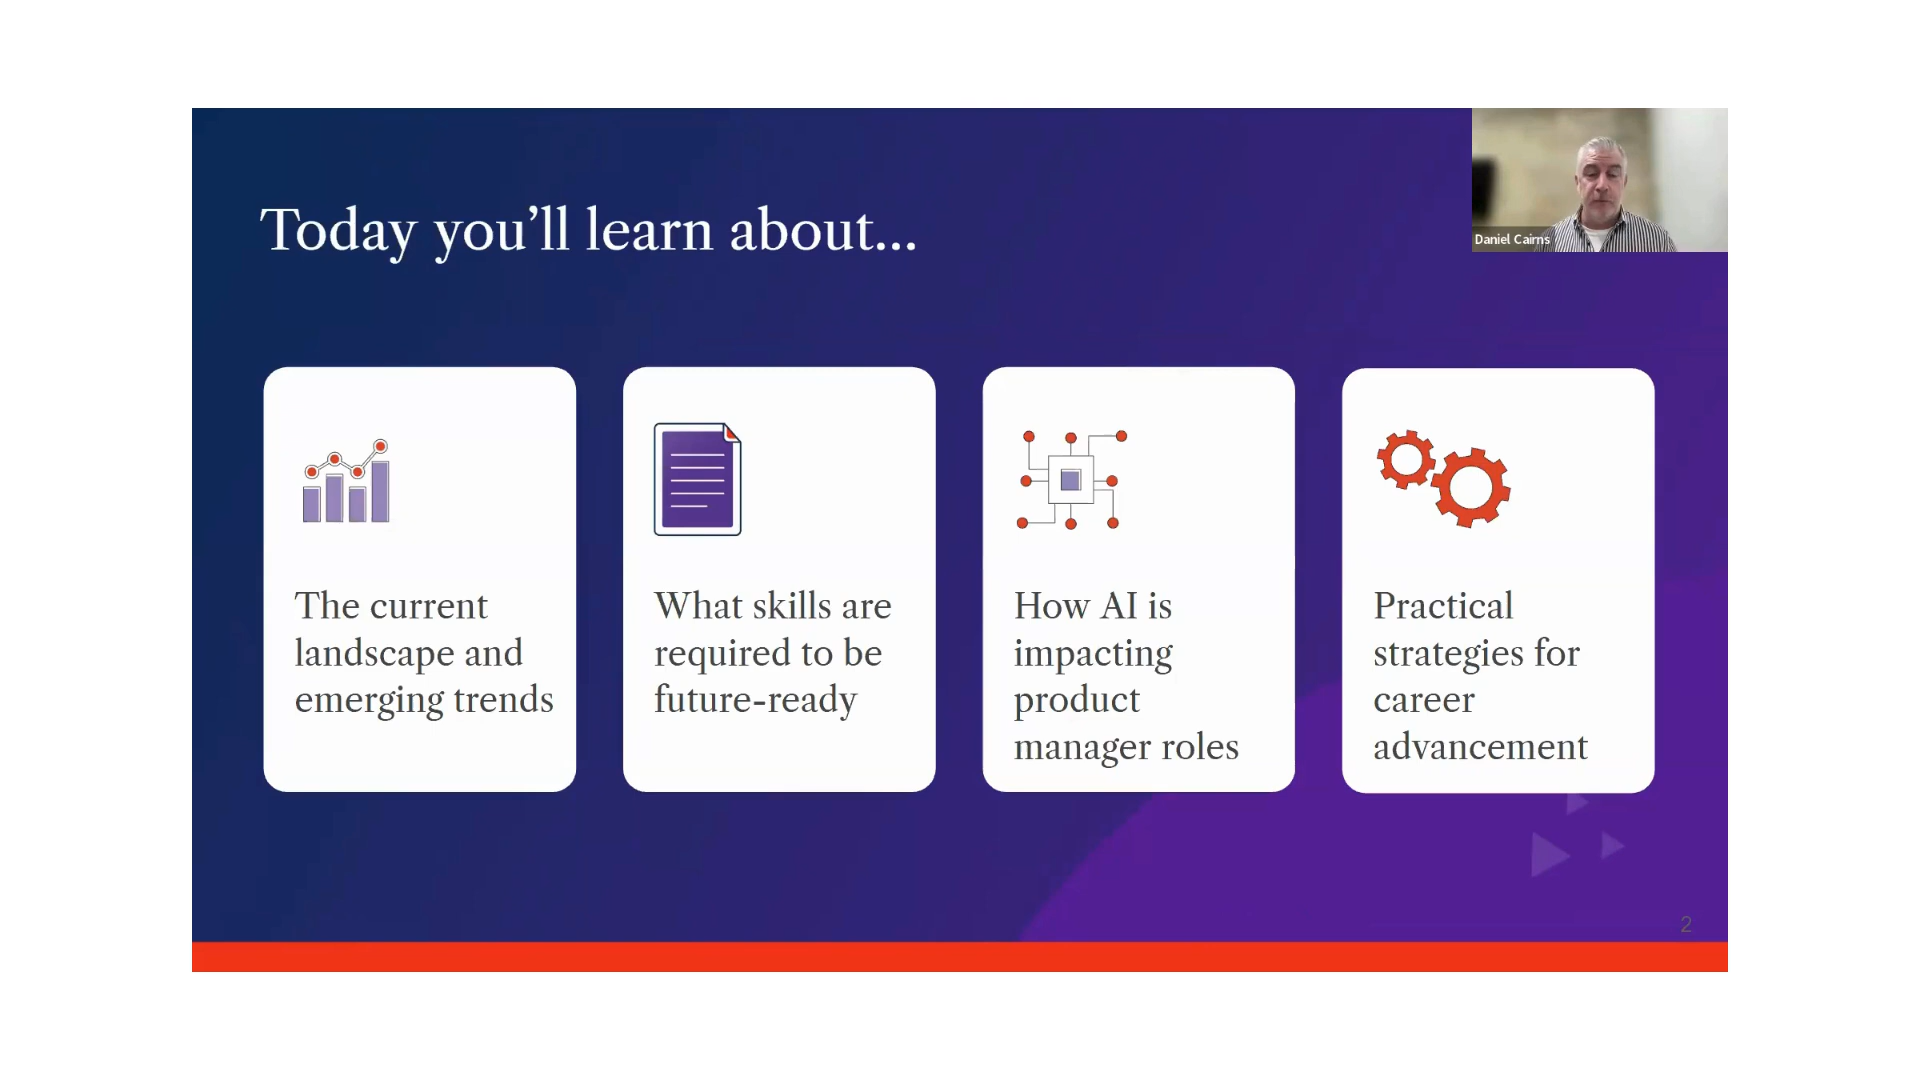 Today you’ll learn about...
Daniel Cairns
The current
landscape and
emerging trends
What skills are
required to be
future-ready
How AI is
impacting
product
manager roles
Practical
strategies for
career
advancement
2